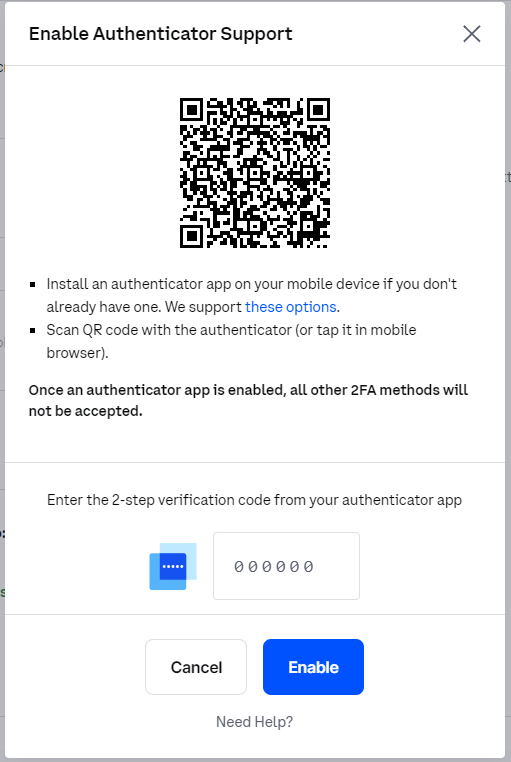 Enable Authenticator Support
Install an authenticator app on your mobile device if you don't
already have one. We support these options.
Scan QR code with the authenticator (or tap it in mobile
browser).
Once an authenticator app is enabled, all other 2FA methods will
not be accepted.
Enter the 2-step verification code from your authenticator app
000000
Cancel
Enable
Need Help?